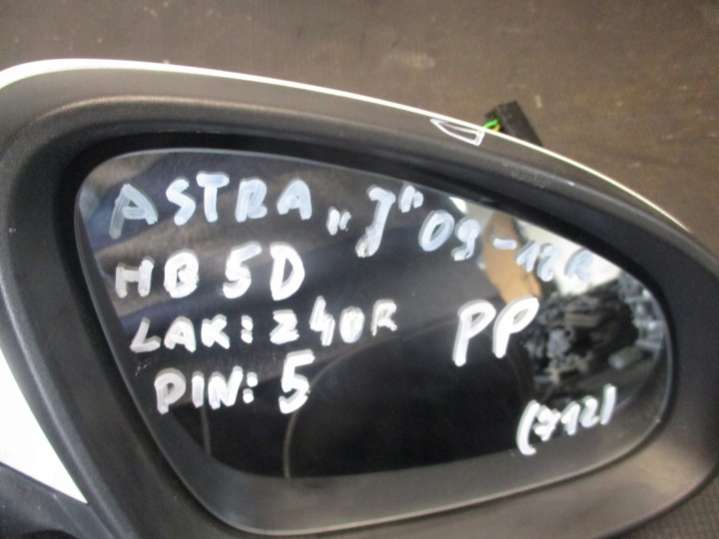 ASTRA „J" 09-12R
HB 5D
LAK: Z40R
PP
PIN: 5
(712)